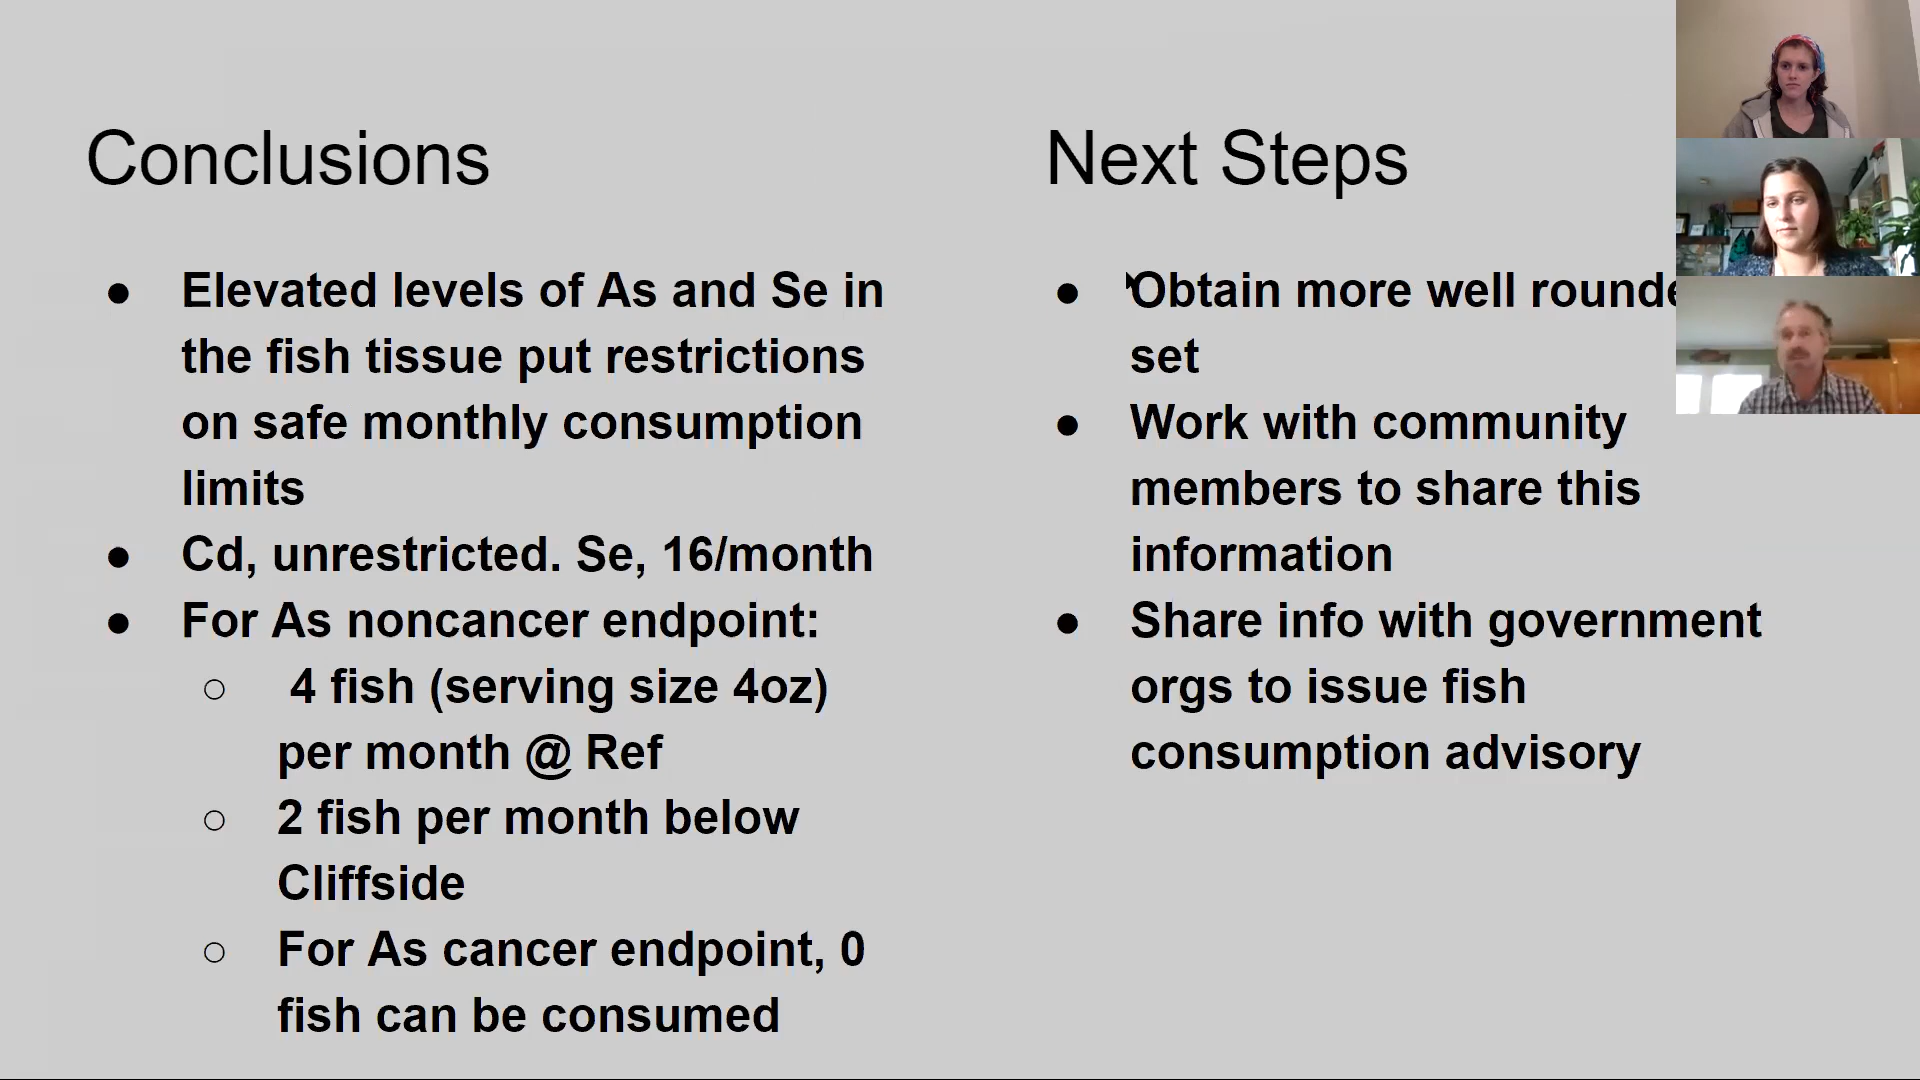 Conclusions
Elevated levels of As and Se in
the fish tissue put restrictions
on safe monthly consumption
limits
Cd, unrestricted. Se, 16/month
For As noncancer endpoint:
4 fish (serving size 4oz)
per month @ Ref
2 fish per month below
Cliffside
For As cancer endpoint, 0
fish can be consumed
Next Steps
Obtain more well
set
Work with community
members to share this
information
Share info with government
orgs to issue fish
consumption advisory